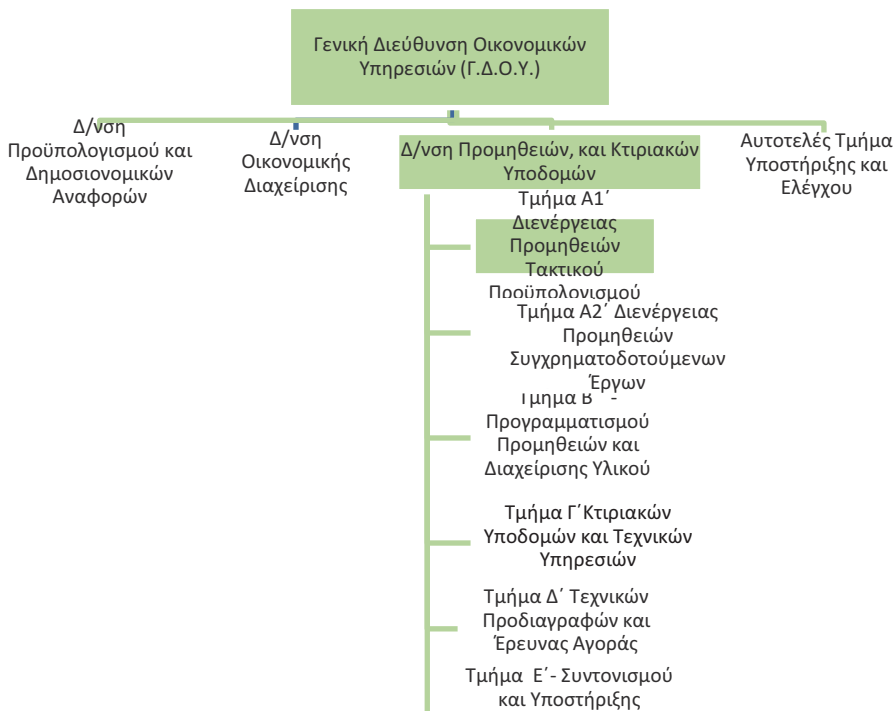 Γενική Διεύθυνση Οικονομικών
Υπηρεσιών (Γ.Δ.Ο.Υ.)
Δ/νση
Προϋπολογισμού και
Δημοσιονομικών
Αναφορών
Δ/νση
Οικονομικής
Διαχείρισης
Δ/νση Προμηθειών, και Κτιριακών
Υποδομών
Αυτοτελές Τμήμα
Υποστήριξης και
Ελέγχου
Τμήμα Α1΄
Διενέργειας
Προμηθειών
Τακτικού
Προϋπολογισμού
Τμήμα Α2΄ Διενέργειας
Προμηθειών
Συγχρηματοδοτούμενων
Έργων
Τμήμα Β΄ -
Προγραμματισμού
Προμηθειών και
Διαχείρισης Υλικού
Τμήμα Γ΄Κτιριακών
Υποδομών και Τεχνικών
Υπηρεσιών
Τμήμα Δ΄ Τεχνικών
Προδιαγραφών και
Έρευνας Αγοράς
Τμήμα Ε΄- Συντονισμού
και Υποστήριξης